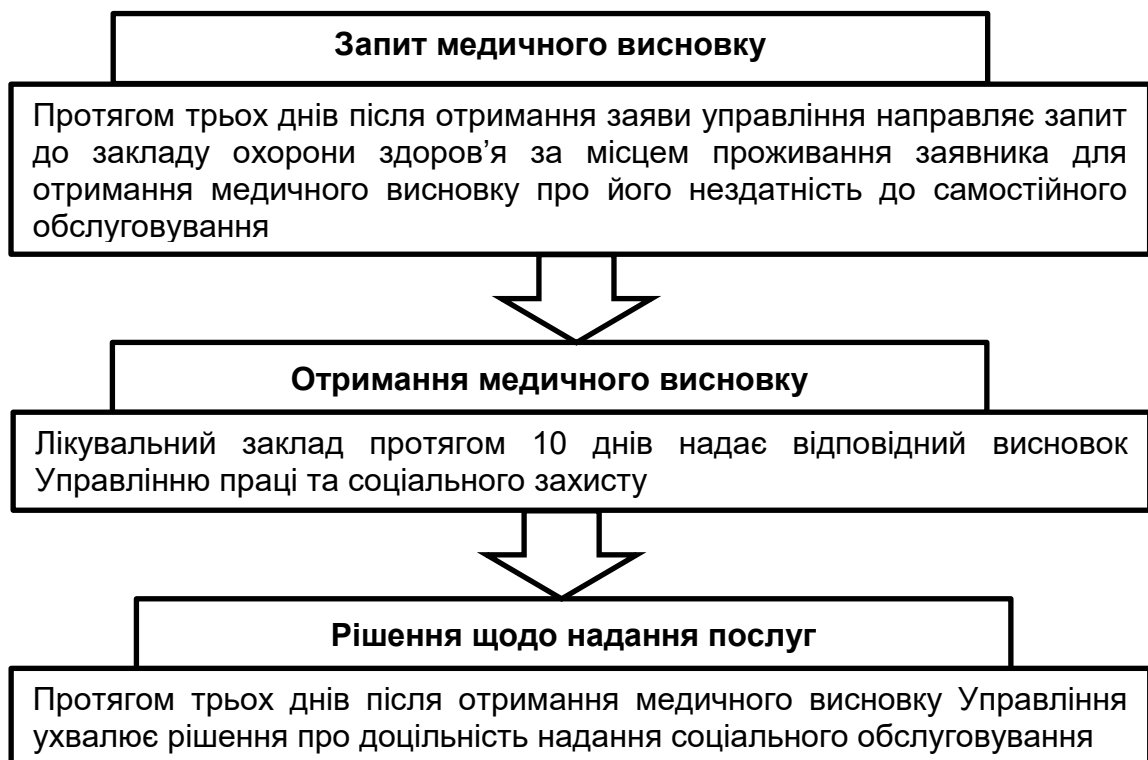 Запит медичного висновку
Протягом трьох днів після отримання заяви управління направляє запит
до закладу охорони здоров’я за місцем проживання заявника для
отримання медичного висновку про його нездатність до самостійного
обслуговування
Отримання медичного висновку
Лікувальний заклад протягом 10 днів надає відповідний висновок
Управлінню праці та соціального захисту
Рішення щодо надання послуг
Протягом трьох днів після отримання медичного висновку Управління
ухвалює рішення про доцільність надання соціального обслуговування